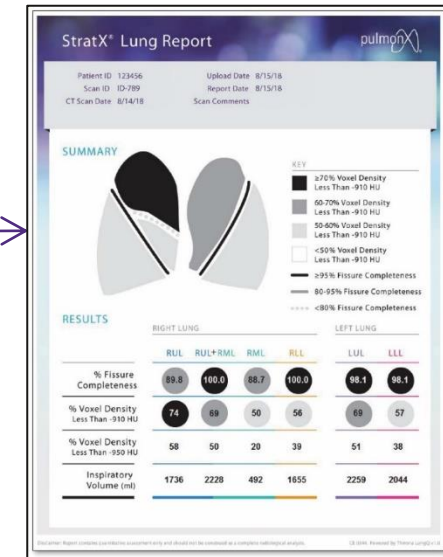 StratX® Lung Report
pulmonX
Patient ID 123456 Upload Date 8/15/18
Scan ID ID-789 Report Date 8/15/18
CT Scan Date 8/14/18 Scan Comments
SUMMARY
KEY
≥70% Voxel Density
Less Than -910 HU
60-70% Voxel Density
Less Than -910 HU
50-60% Voxel Density
Less Than -910 HU
<50% Voxel Density
Less Than -910 HU
≥95% Fissure Completeness
80-95% Fissure Completeness
<80% Fissure Completeness
RESULTS
RIGHT LUNG LEFT LUNG
RUL RUL+RML RML RLL LUL LLL
% Fissure
Completeness 89.8 100.0 88.7 100.0 98.1 98.1
% Voxel Density
Less Than -910 HU 74 69 50 56 69 57
% Voxel Density
Less Than -950 HU 58 50 20 39 51 38
Inspiratory
Volume (ml) 1736 2228 492 1655 2259 2044